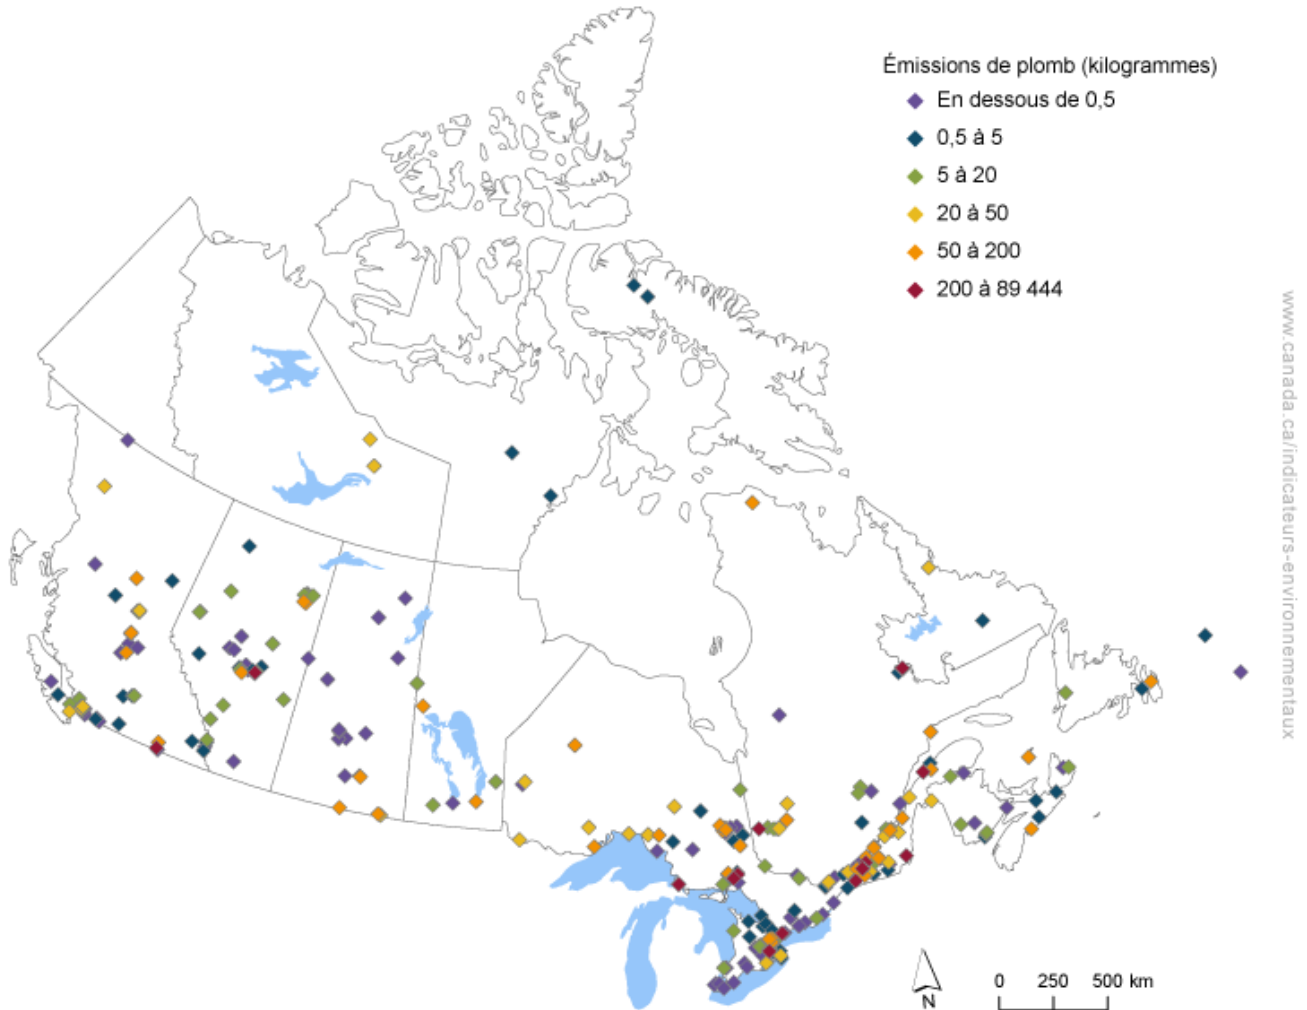 Émissions de plomb (kilogrammes)
En dessous de 0,5
0,5 à 5
5 à 20
20 à 50
50 à 200
200 à 89 444
www.canada.ca/indicateurs-environnementaux
N
0 250 500 km